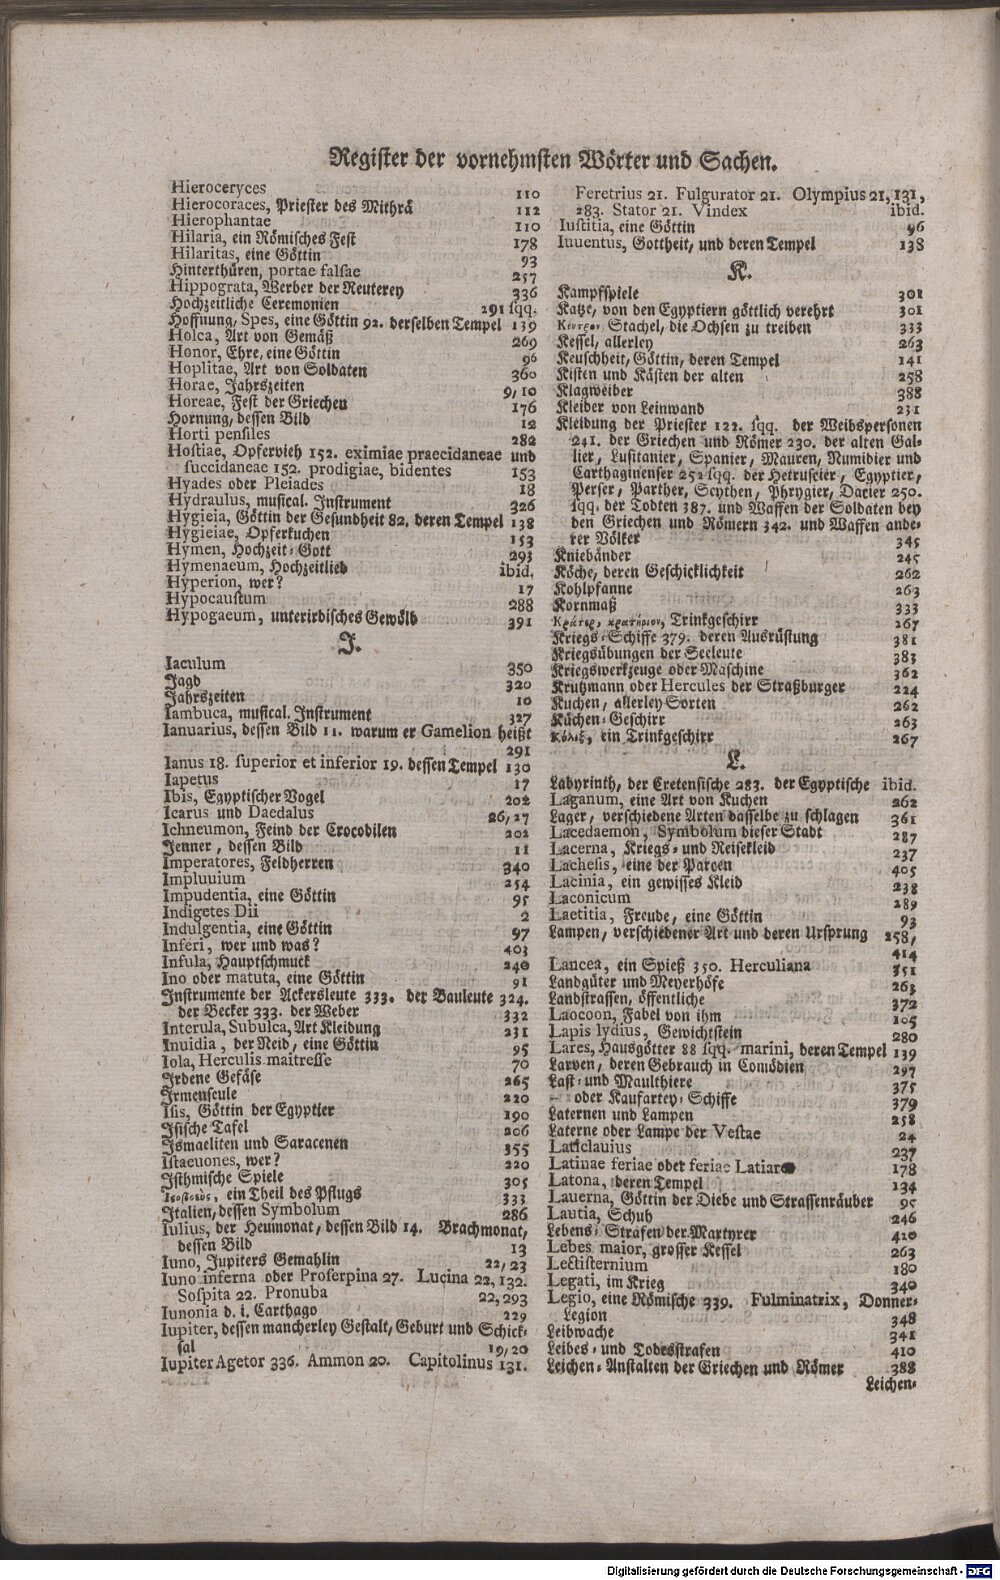 Register der vornehmsten Wörter und Sachen.
Hieroceryces 110
Hierocoraces, Priester des Mithrä 112
Hierophantae 110
Hilaria, ein Römisches Fest 178
Hilaritas, eine Göttin 93
Hinterthüren, portae falsae 257
Hippograta, Werber der Reuterey 336
Hochzeitliche Ceremonien 291 sqq.
Hoffnung, Spes, eine Göttin 92. derselben Tempel 139
Holca, Art von Gemäß 269
Honor, Ehre, eine Göttin 96
Hoplitae, Art von Soldaten 360
Horae, Jahrszeiten 9, 10
Horeae, Fest der Griechen 176
Hornung, dessen Bild 12
Horti pensiles 282
Hostiae, Opfervieh 152. eximiae praecidaneae und
succidaneae 152. prodigiae, bidentes 153
Hyades oder Pleiades 18
Hydraulus, musical. Instrument 326
Hygieia, Göttin der Gesundheit 82. deren Tempel 138
Hygieiae, Opferkuchen 153
Hymen, Hochzeit-Gott 293
Hymenaeum, Hochzeitlied ibid.
Hyperion, wer? 17
Hypocaustum 288
Hypogaeum, unterirdisches Gewölb 391
J.
Iaculum 350
Jagd 320
Jahrszeiten 10
Iambuca, musical. Instrument 327
Ianuarius, dessen Bild 11. warum er Gamelion heißt
291
Ianus 18. superior et inferior 19. dessen Tempel 130
Iapetus 17
Ibis, Egyptischer Vogel 202
Icarus und Daedalus 26, 27
Ichneumon, Feind der Crocodilen 202
Jenner, dessen Bild 11
Imperatores, Feldherren 340
Impluuium 254
Impudentia, eine Göttin 95
Indigetes Dii 2
Indulgentia, eine Göttin 97
Inferi, wer und was? 403
Infula, Hauptschmuck 240
Ino oder matuta, eine Göttin 91
Instrumente der Ackersleute 333. der Bauleute 324.
der Becker 333. der Weber 332
Interula, Subulca, Art Kleidung 231
Inuidia, der Neid, eine Göttin 95
Iola, Herculis maitresse 70
Irdene Gefäse 265
Irmenseule 220
Isis, Göttin der Egyptier 190
Isische Tafel 206
Ismaeliten und Saracenen 355
Istaeuones, wer? 220
Isthmische Spiele 305
Ἱστοβοεὺς, ein Theil des Pflugs 333
Italien, dessen Symbolum 286
Iulius, der Heumonat, dessen Bild 14. Brachmonat,
dessen Bild 13
Iuno, Jupiters Gemahlin 22, 23
Iuno inferna oder Proserpina 27. Lucina 22, 132.
Sospita 22. Pronuba 22, 293
Iunonia d. i. Carthago 229
Iupiter, dessen mancherley Gestalt, Geburt und Schick-
sal 19, 20
Iupiter Agetor 336. Ammon 20. Capitolinus 131.
Feretrius 21. Fulgurator 21. Olympius 21, 131,
283. Stator 21. Vindex ibid.
Iustitia, eine Göttin 96
Iuuentus, Gottheit, und deren Tempel 138
K.
Kampfspiele 301
Katze, von den Egyptiern göttlich verehrt 301
Κέντρον, Stachel, die Ochsen zu treiben 333
Kessel, allerley 263
Keuschheit, Göttin, deren Tempel 141
Kisten und Kästen der alten 258
Klagweiber 388
Kleider von Leinwand 231
Kleidung der Priester 122. sqq. der Weibspersonen
241. der Griechen und Römer 230. der alten Gal-
lier, Lusitanier, Spanier, Mauren, Numidier und
Carthaginenser 252 sqq. der Hetruscier, Egyptier,
Perser, Parther, Scythen, Phrygier, Dacier 250.
sqq. der Todten 387. und Waffen der Soldaten bey
den Griechen und Römern 342. und Waffen ande-
rer Völker 345
Kniebänder 245
Köche, deren Geschicklichkeit 262
Kohlpfanne 263
Kornmaß 333
Κράτερ, κρατήριον, Trinkgeschirr 267
Kriegs-Schiffe 379. deren Ausrüstung 381
Kriegsübungen der Seeleute 383
Kriegswerkzeuge oder Maschine 362
Krutzmann oder Hercules der Straßburger 224
Kuchen, allerley Sorten 262
Küchen-Geschirr 263
Κύλιξ, ein Trinkgeschirr 267
L.
Labyrinth, der Cretensische 283. der Egyptische ibid.
Laganum, eine Art von Kuchen 262
Lager, verschiedene Arten dasselbe zu schlagen 361
Lacedaemon, Symbolum dieser Stadt 287
Lacerna, Kriegs- und Reisekleid 237
Lachesis, eine der Parcen 405
Lacinia, ein gewisses Kleid 238
Laconicum 289
Laetitia, Freude, eine Göttin 93
Lampen, verschiedener Art und deren Ursprung 258,
414
Lancea, ein Spieß 350. Herculiana 351
Landgüter und Meyerhöfe 263
Landstrassen, öffentliche 372
Laocoon, Fabel von ihm 105
Lapis lydius, Gewichtstein 280
Lares, Hausgötter 88 sqq. marini, deren Tempel 139
Larven, deren Gebrauch in Comödien 297
Last- und Maulthiere 375
- oder Kaufartey-Schiffe 379
Laternen und Lampen 258
Laterne oder Lampe der Vestae 24
Laticlauius 237
Latinae feriae oder feriae Latiare 178
Latona, deren Tempel 134
Lauerna, Göttin der Diebe und Strassenräuber 95
Lautia, Schuh 246
Lebens-Strafen der Martyrer 410
Lebes maior, grosser Kessel 263
Lectisternium 180
Legati, im Krieg 340
Legio, eine Römische 339. Fulminatrix, Donner-
Legion 348
Leibwache 341
Leibes- und Todesstrafen 410
Leichen-Anstalten der Griechen und Römer 388
Leichen-
Digitalisierung gefördert durch die Deutsche Forschungsgemeinschaft - DFG